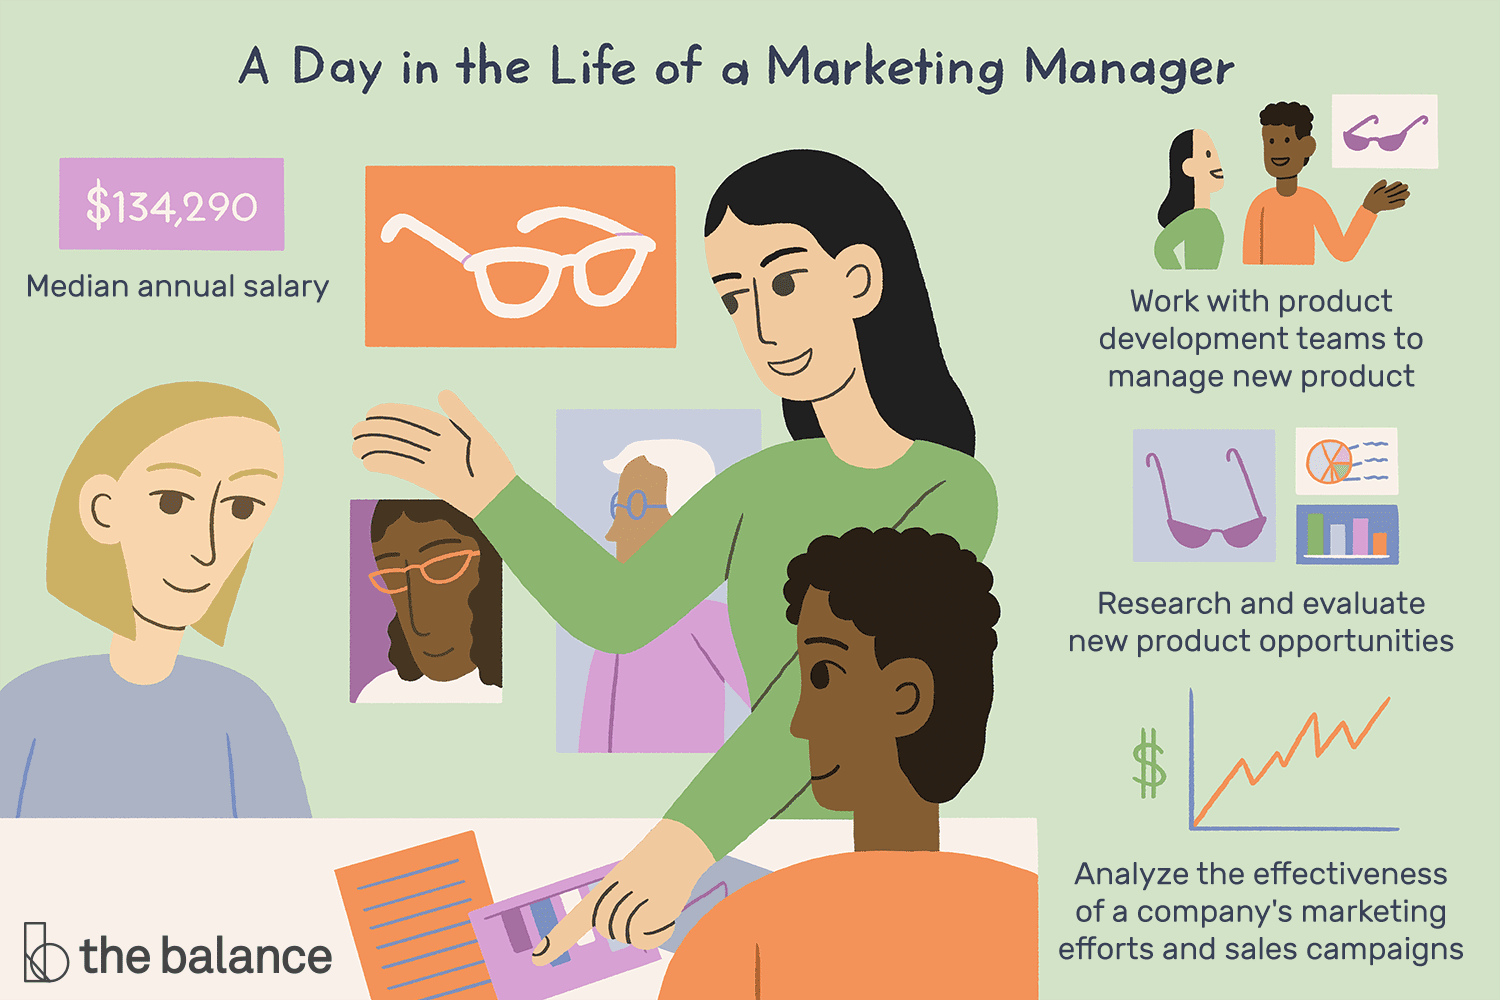 A Day in the Life of a Marketing Manager
$134,290
Median annual salary
Work with product
development teams to
manage new product
Research and evaluate
new product opportunities
$
Analyze the effectiveness
of a company's marketing
efforts and sales campaigns
the balance